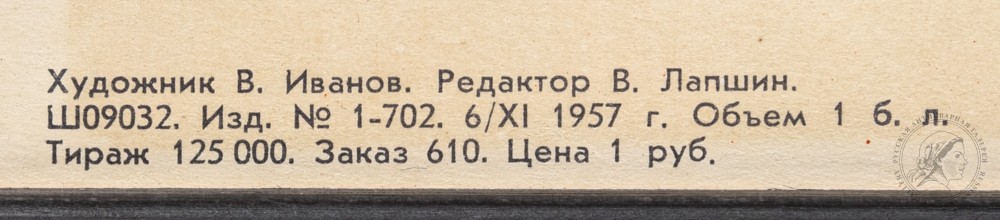 Художник В. Иванов. Редактор В. Лапшин.
Ш09032. Изд. № 1-702. 6/XI 1957 г. Объем 1 б. л.
Тираж 125 000. Заказ 610. Цена 1 руб.